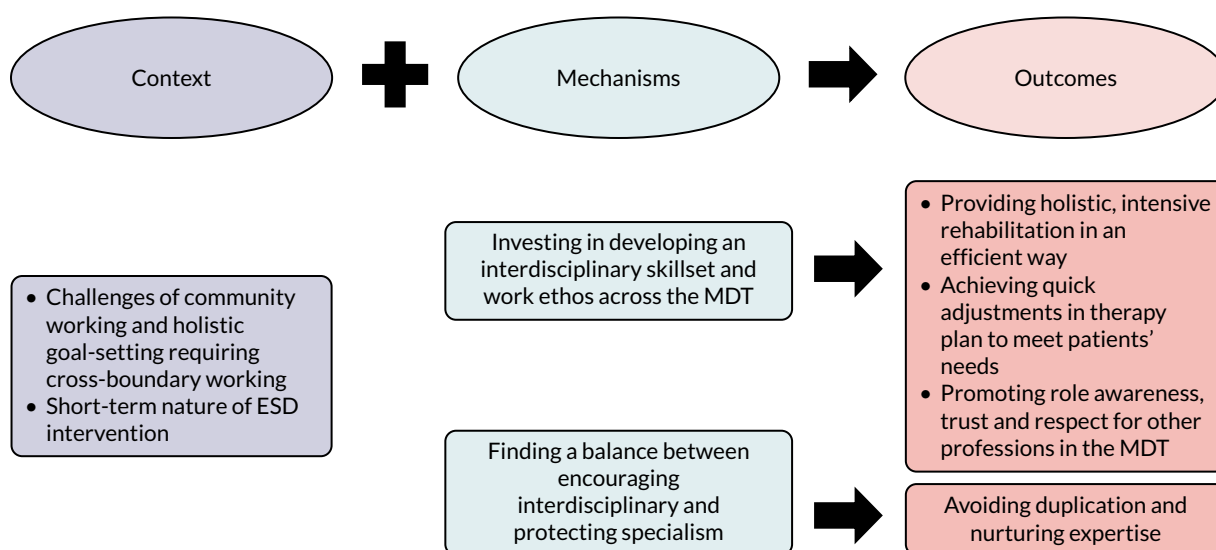 Context
Mechanisms
Outcomes
• Challenges of community
working and holistic
goal-setting requiring
cross-boundary working
• Short-term nature of ESD
intervention
Investing in developing an
interdisciplinary skillset and
work ethos across the MDT
• Providing holistic, intensive
rehabilitation in an
efficient way
• Achieving quick
adjustments in therapy
plan to meet patients’
needs
• Promoting role awareness,
trust and respect for other
professions in the MDT
Finding a balance between
encouraging
interdisciplinary and
protecting specialism
Avoiding duplication and
nurturing expertise